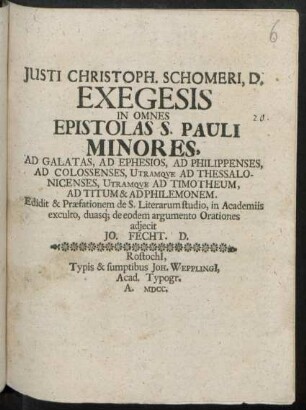 6
JUSTI CHRISTOPH. SCHOMERI, D.
EXEGESIS
IN OMNES
20.
EPISTOLAS S. PAULI
MINORES,
AD GALATAS, AD EPHESIOS, AD PHILIPPENSES,
AD COLOSSENSES, UTRAMQVE AD THESSALO-
NICENSES, UTRAMQVE AD TIMOTHEUM,
AD TITUM & AD PHILEMONEM.
Edidit & Præfationem de S. Literarum studio, in Academiis
exculto, duasq; de eodem argumento Orationes
adjecit
JO. FECHT. D.
RostochI,
Typis & sumptibus JOH. WEPPLINGI,
Acad. Typogr.
A. MDCC.